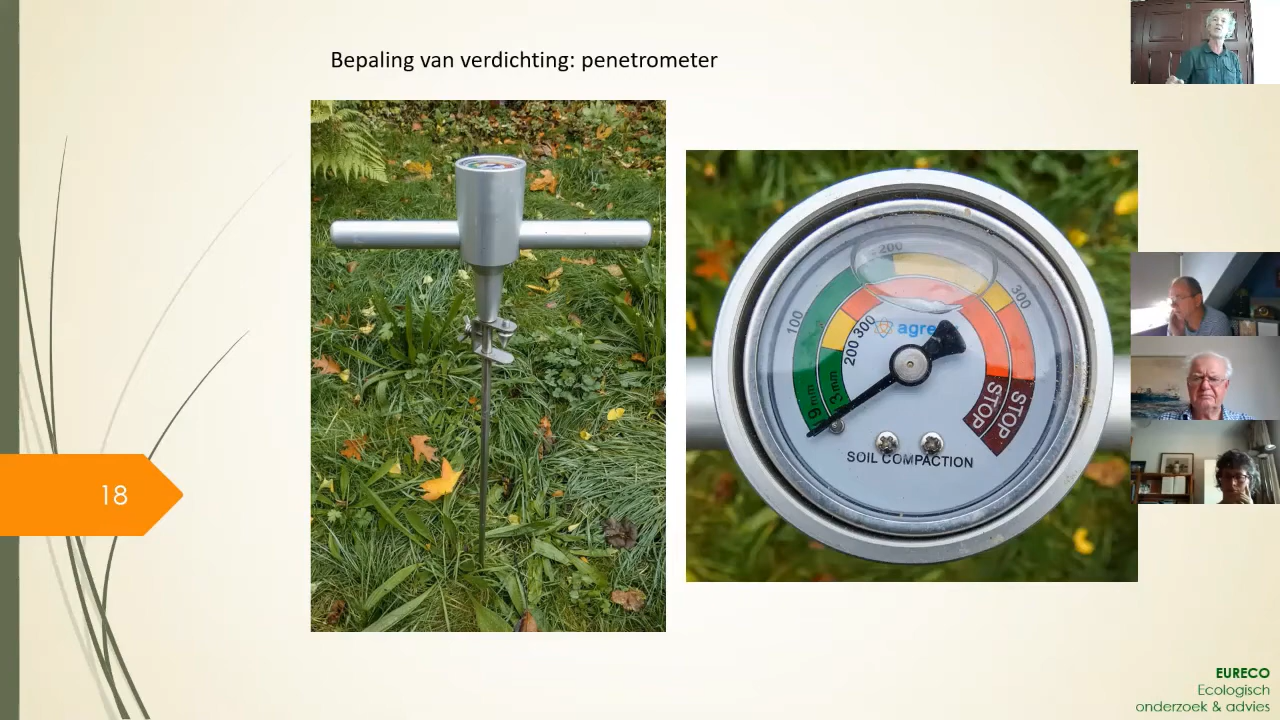 Bepaling van verdichting: penetrometer
200
300
100
200 300
agre
9mm
3mm
STOP
STOP
SOIL COMPACTION
18
EURECO
Ecologisch
onderzoek & advies